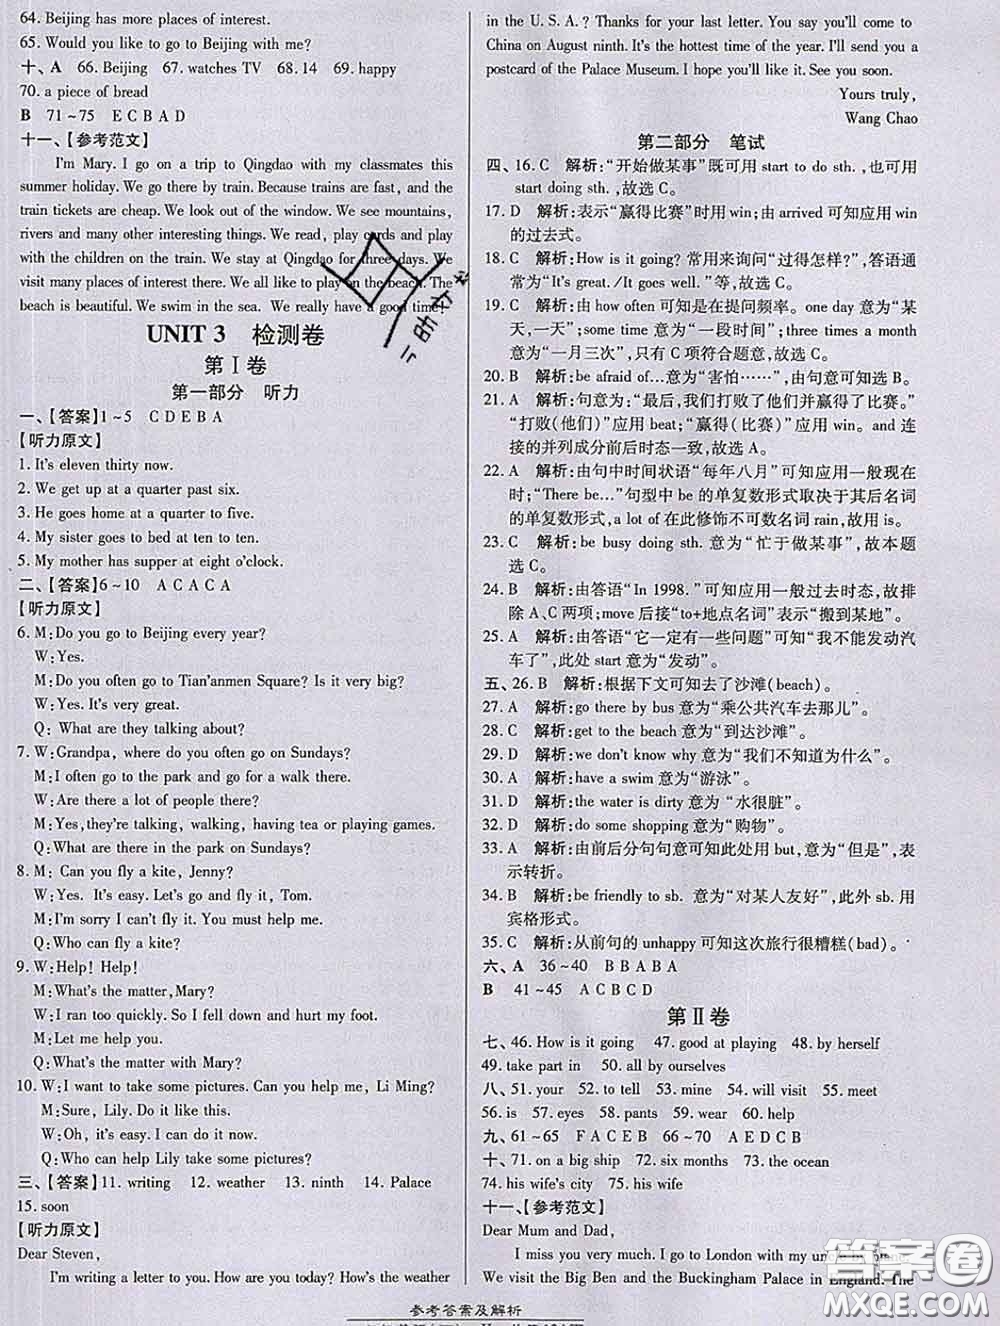 64. Beijing has more places of interest.
65. Would you like to go to Beijing with me?
十、A 66. Beijing 67. watches TV 68. 14 69. happy
70. a piece of bread
B 71~75 E C B A D
十一、【参考范文】
I'm Mary. I go on a trip to Qingdao with my classmates this
summer holiday. We go there by train. Because trains are fast, and the
train tickets are cheap. We look out of the window. We see mountains,
rivers and many other interesting things. We read, play cards and play
with the children on the train. We stay at Qingdao for three days. We
visit many places of interest there. We all like to play on the beach. The
beach is beautiful. We swim in the sea. We really have a good time!
UNIT 3 检测卷
第Ⅰ卷
第一部分 听力
一、【答案】1~5 C D E B A
【听力原文】
1. It's eleven thirty now.
2. We get up at a quarter past six.
3. He goes home at a quarter to five.
4. My sister goes to bed at ten to ten.
5. My mother has supper at eight o'clock.
二、【答案】6~10 A C A C A
【听力原文】
6. M:Do you go to Beijing every year?
W:Yes.
M:Do you often go to Tian'anmen Square? Is it very big?
W:Yes. It's very great.
Q: What are they talking about?
7. W:Grandpa, where do you often go on Sundays?
M:I often go to the park and go for a walk there.
W:Are there a lot of people there?
M:Yes,they're talking, walking, having tea or playing games.
Q:What are there in the park on Sundays?
8. M: Can you fly a kite, Jenny?
W:Yes. It's easy. Let's go and fly it, Tom.
M:I'm sorry I can't fly it. You must help me.
Q:Who can fly a kite?
9. W:Help! Help!
M:What's the matter,Mary?
W:I ran too quickly. So I fell down and hurt my foot.
M:Let me help you.
Q:What's the matter with Mary?
10. W:I want to take some pictures. Can you help me, Li Ming?
M:Sure, Lily. Do it like this.
W:Oh, it's easy. I can do it now.
Q:Who can help Lily take some pictures?
三、【答案】11. writing 12. weather 13. ninth 14. Palace
15. soon
【听力原文】
Dear Steven,
I'm writing a letter to you. How are you today? How's the weather
in the U. S. A.? Thanks for your last letter. You say you'll come to
China on August ninth. It's the hottest time of the year. I'll send you a
postcard of the Palace Museum. I hope you'll like it. See you soon.
Yours truly,
Wang Chao
第二部分 笔试
四、16. C 解析:“开始做某事”既可用 start to do sth. ,也可用
start doing sth. ,故选 C。
17. D 解析:表示“赢得比赛”时用 win;由 arrived 可知应用 win
的过去式。
18. C 解析:How is it going? 常用来询问“过得怎样?”,答语通
常为“It's great. /It goes well. ”等,故选 C。
19. C 解析:由 how often 可知是在提问频率。one day 意为“某
天,一天”;some time 意为“一段时间”;three times a month
意为“一月三次”,只有 C 项符合题意,故选 C。
20. B 解析:be afraid of…意为“害怕……”,由句意可知选 B。
21. A 解析:句意为:“最后,我们打败了他们并赢得了比赛。”
“打败(他们)”应用 beat;“赢得(比赛)”应用 win。and 连
接的并列成分前后时态一致,故选 A。
22. A 解析:由句中时间状语“每年八月”可知应用一般现在
时;“There be…”句型中 be 的单复数形式取决于其后名词
的单复数形式,a lot of 在此修饰不可数名词 rain,故用 is。
23. C 解析:be busy doing sth. 意为“忙于做某事”,故本题
选 C。
24. B 解析:由答语“In 1998. ”可知应用一般过去时态,故排
除 A、C 两项;move 后接“to+地点名词”表示“搬到某地”。
25. A 解析:由答语“它一定有一些问题”可知“我不能发动汽
车了”,此处 start 意为“发动”。
五、26. B 解析:根据下文可知去了沙滩(beach)。
27. A 解析:go there by bus 意为“乘公共汽车去那儿”。
28. C 解析:get to the beach 意为“到达沙滩”。
29. D 解析:we don't know why 意为“我们不知道为什么”。
30. A 解析:have a swim 意为“游泳”。
31. D 解析:the water is dirty 意为 “水很脏”。
32. D 解析:do some shopping 意为“购物”。
33. A 解析:由前后分句句意可知此处用 but,意为“但是”,表
示转折。
34. B 解析:be friendly to sb. 意为“对某人友好”,此外 sb. 用
宾格形式。
35. C 解析:从前句的 unhappy 可知这次旅行很糟糕(bad)。
六、A 36~40 B B A B A
B 41~45 A C B C D
第Ⅱ卷
七、46. How is it going 47. good at playing 48. by herself
49. take part in 50. all over the world
八、51. your 52. to tell 53. mine 54. will visit 55. meet
56. is 57. eyes 58. pants 59. wear 60. help
九、61~65 F A C E B 66~70 A E D C B
十、71. on a big ship 72. six months 73. the ocean
74. his wife's city 75. his wife
十一、【参考范文】
Dear Mum and Dad,
I miss you very much. I go to London with my uncle
We visit the Big Ben and the Buckingham Palace in England. The
参考答案及解析
答案圈
MXQE.COM